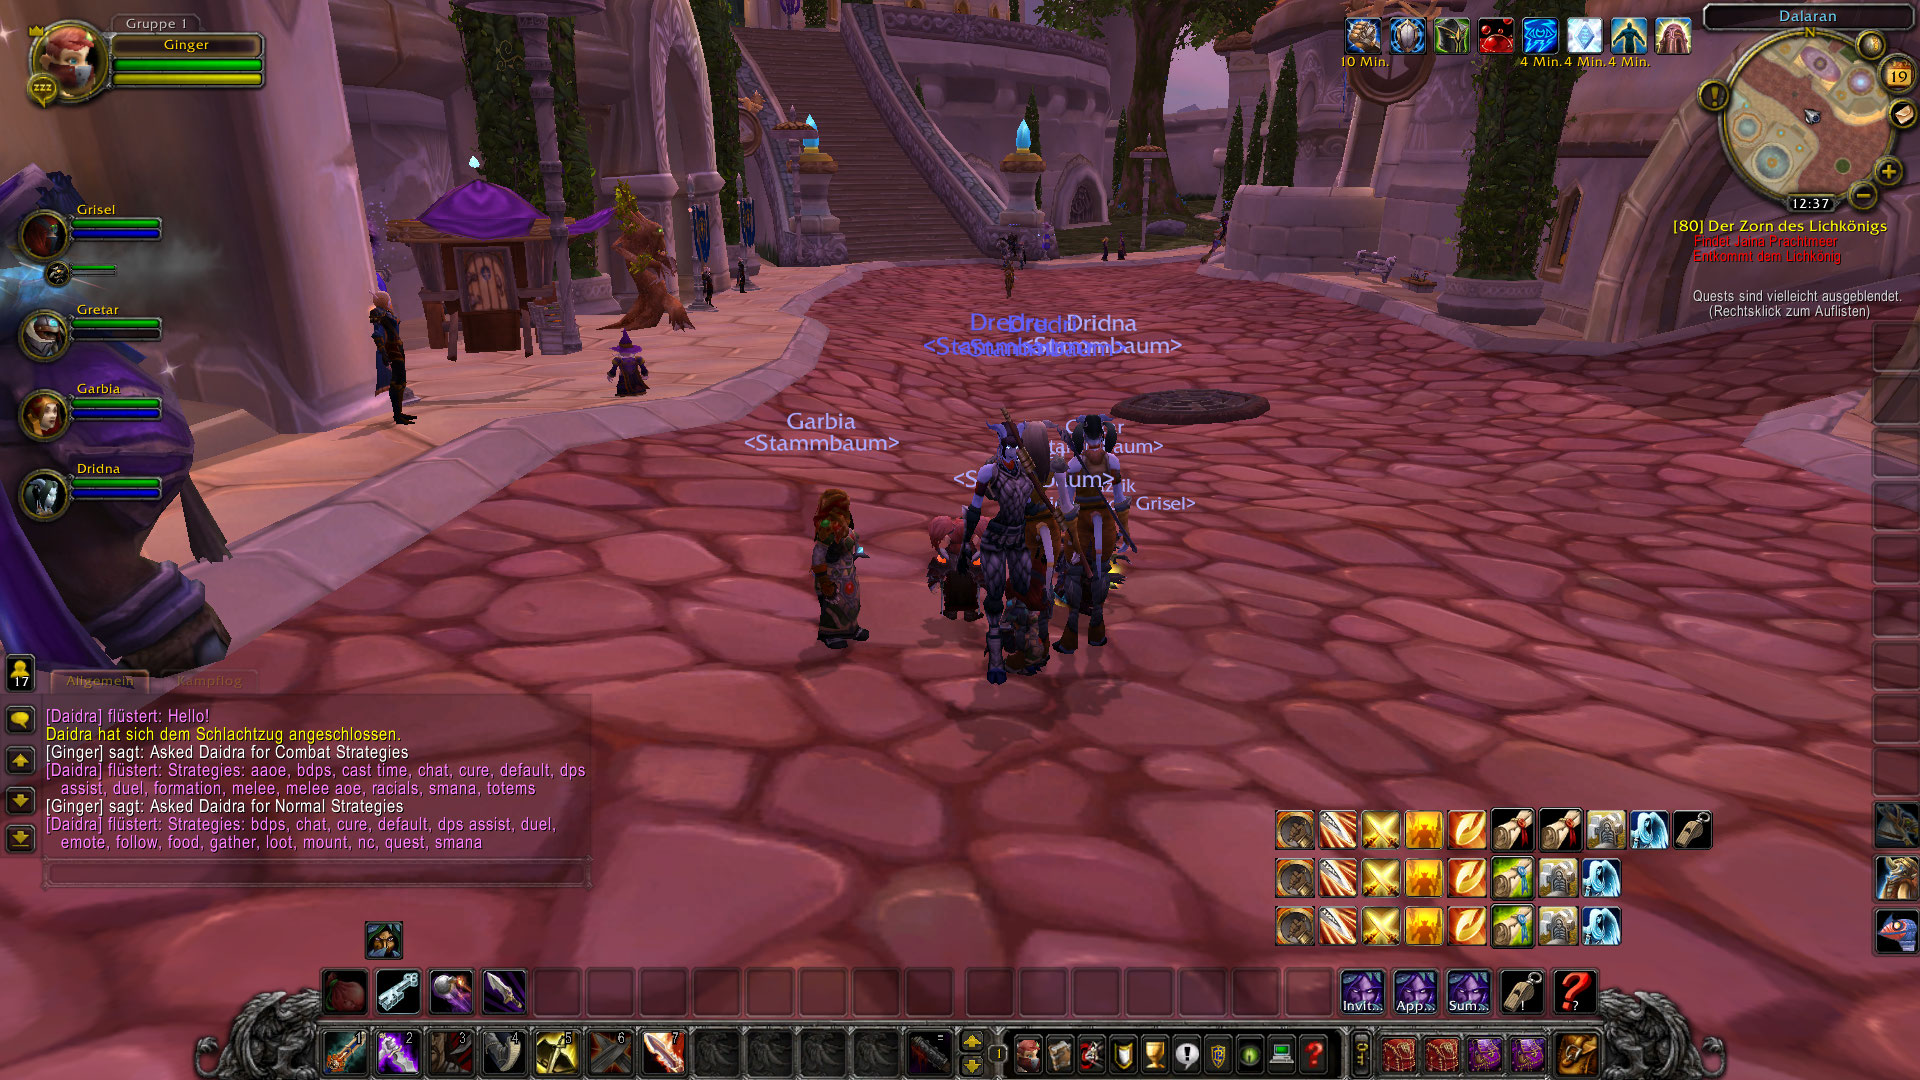 Gruppe 1
Ginger
zzz
Grisel
Gretar
Garbia
Dridna
10 Min.
4 Min. 4 Min. 4 Min.
Dalaran
N
19
12:37
[80] Der Zorn des Lichkönigs
Findet Jaina Prachtmeer
Entkommt dem Lichkönig
Quests sind vielleicht ausgeblendet.
(Rechtsklick zum Auflisten)
Dridna
<Stammbaum>
Garbia
<Stammbaum>
Grisel>
17
Allgemein
Kampflog
[Daidra] flüstert: Hello!
Daidra hat sich dem Schlachtzug angeschlossen.
[Ginger] sagt: Asked Daidra for Combat Strategies
[Daidra] flüstert: Strategies: aaoe, bdps, cast time, chat, cure, default, dps
assist, duel, formation, melee, melee aoe, racials, smana, totems
[Ginger] sagt: Asked Daidra for Normal Strategies
[Daidra] flüstert: Strategies: bdps, chat, cure, default, dps assist, duel,
emote, follow, food, gather, loot, mount, nc, quest, smana
Invit... App... Sum... ! ?
1 2 3 4 5 6 7 =
1